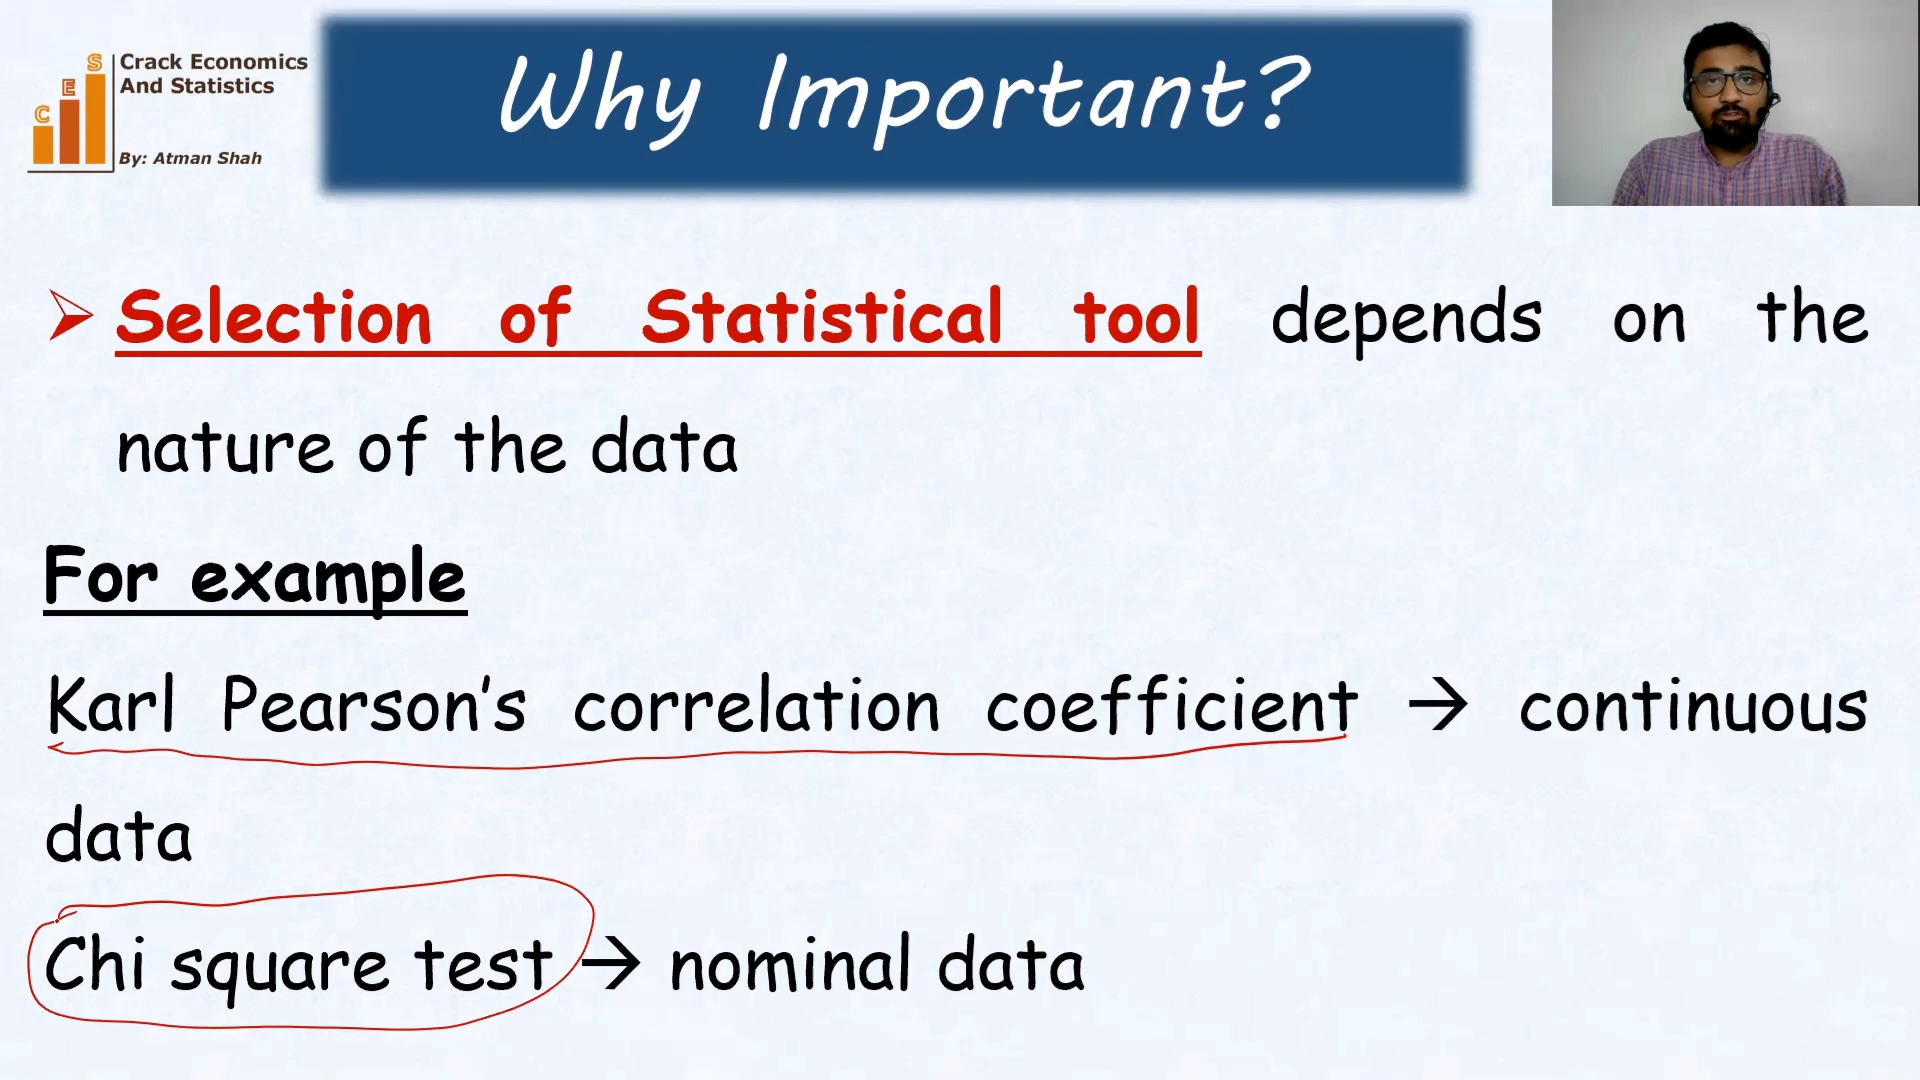 C E S
Crack Economics
And Statistics
By: Atman Shah
Why Important?
Selection of Statistical tool depends on the
nature of the data
For example
Karl Pearson’s correlation coefficient → continuous
data
Chi square test → nominal data